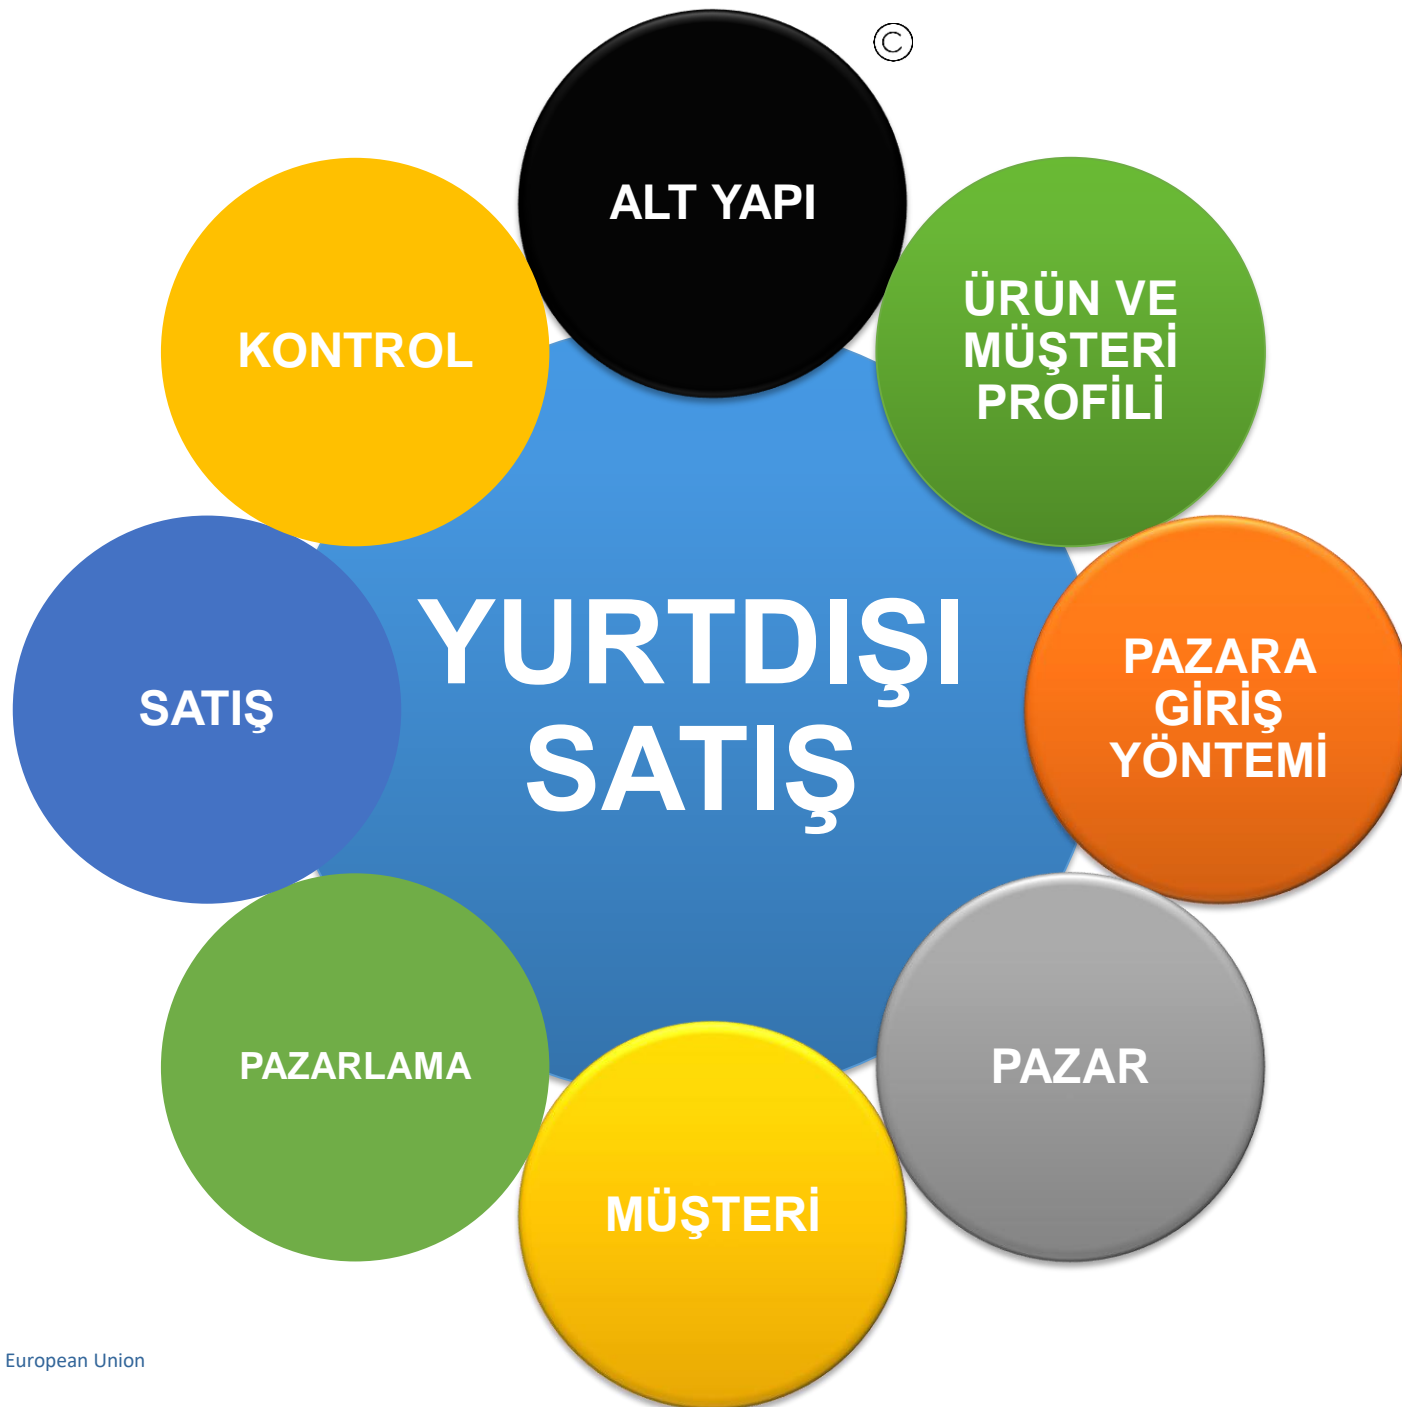 ©
ALT YAPI
ÜRÜN VE
MÜŞTERİ
PROFİLİ
PAZARA
GİRİŞ
YÖNTEMİ
PAZAR
MÜŞTERİ
PAZARLAMA
SATIŞ
KONTROL
YURTDIŞI
SATIŞ
European Union